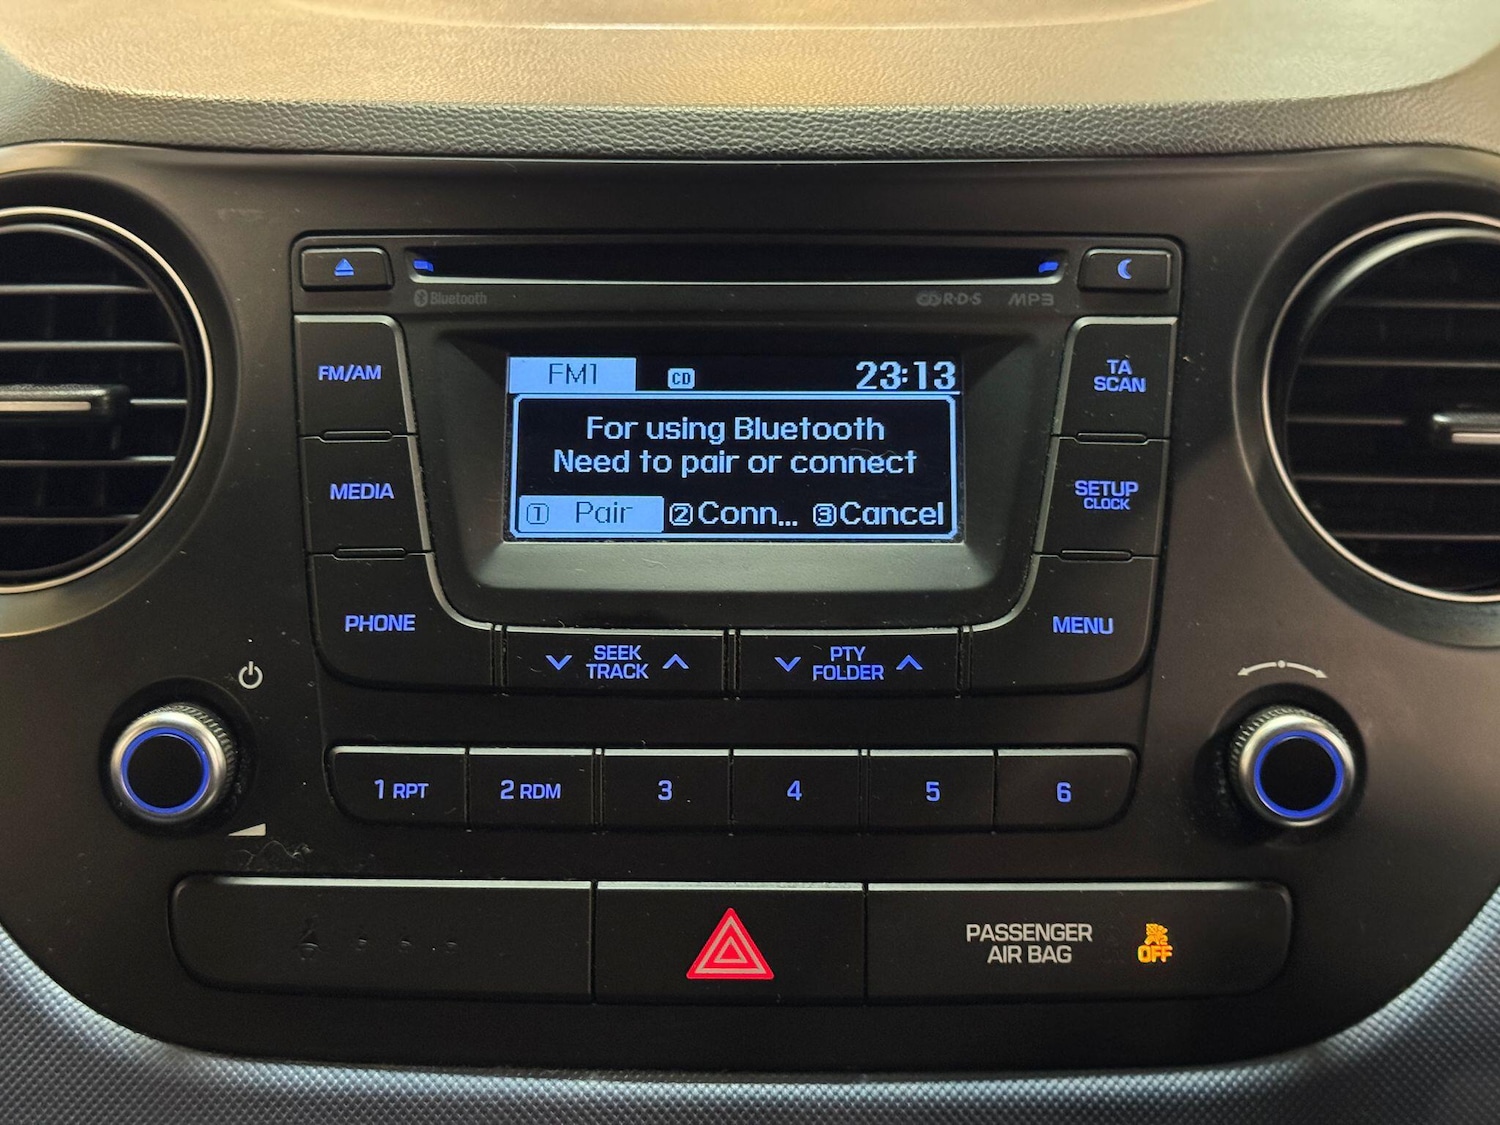 Bluetooth
R·D·S
MP3
FM/AM
FM1
CD
23:13
TA
SCAN
For using Bluetooth
Need to pair or connect
1 Pair 2 Conn... 3 Cancel
MEDIA
SETUP
CLOCK
PHONE
SEEK
TRACK
PTY
FOLDER
MENU
1 RPT
2 RDM
3
4
5
6
PASSENGER
AIR BAG
OFF